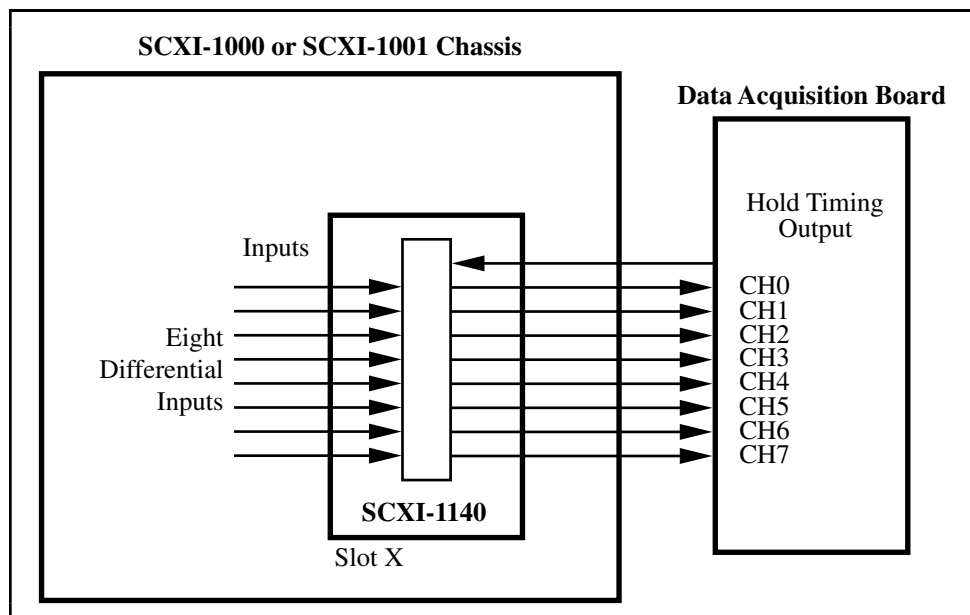 SCXI-1000 or SCXI-1001 Chassis
Data Acquisition Board
Hold Timing
Output
Inputs
CH0
CH1
CH2
CH3
CH4
CH5
CH6
CH7
Eight
Differential
Inputs
SCXI-1140
Slot X